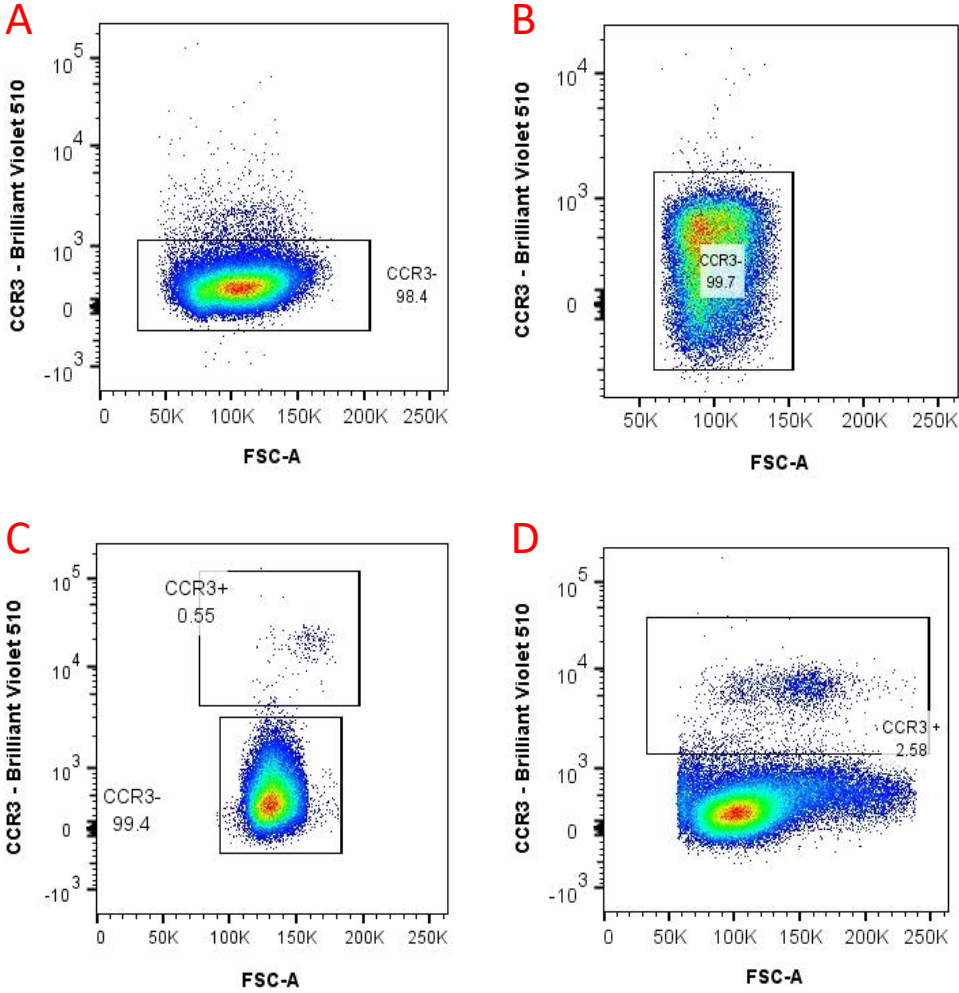 A
CCR3 - Brilliant Violet 510
10^5
10^4
10^3
0
-10^3
CCR3-
98.4
0 50K 100K 150K 200K 250K
FSC-A
B
CCR3 - Brilliant Violet 510
10^4
10^3
0
CCR3-
99.7
50K 100K 150K 200K 250K
FSC-A
C
CCR3 - Brilliant Violet 510
10^5
10^4
10^3
0
-10^3
CCR3+
0.55
CCR3-
99.4
0 50K 100K 150K 200K 250K
FSC-A
D
CCR3 - Brilliant Violet 510
10^5
10^4
10^3
0
-10^3
CCR3 +
2.58
0 50K 100K 150K 200K 250K
FSC-A